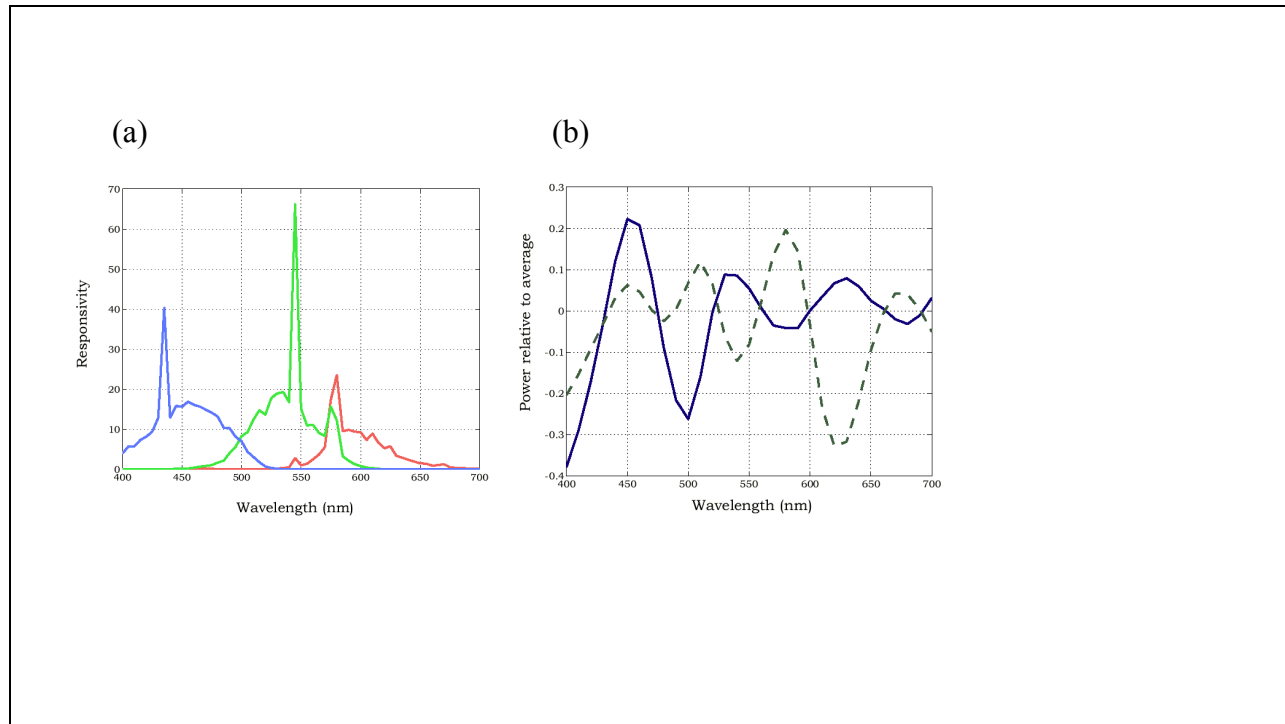 (a)
(b)
70
60
50
40
30
20
10
0
400 450 500 550 600 650 700
Responsivity
Wavelength (nm)
0.3
0.2
0.1
0
-0.1
-0.2
-0.3
-0.4
400 450 500 550 600 650 700
Power relative to average
Wavelength (nm)